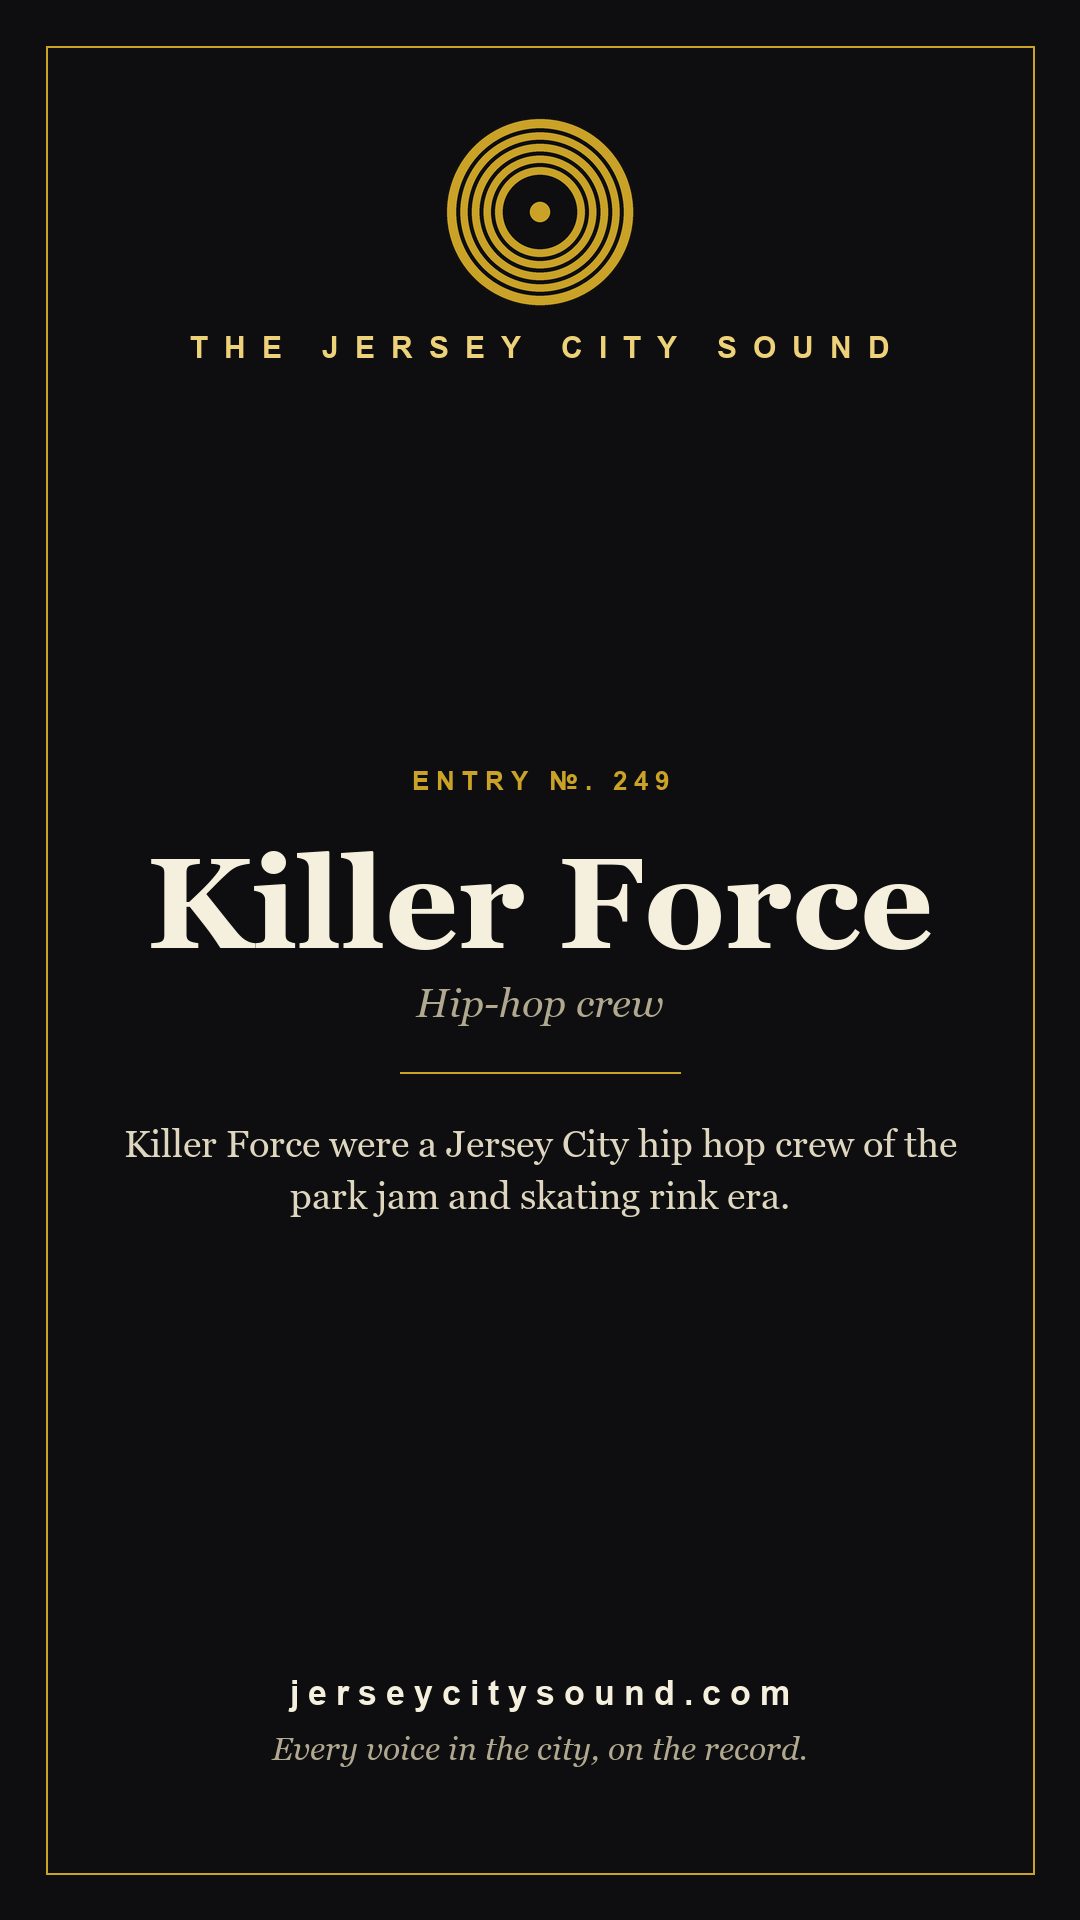 THE JERSEY CITY SOUND
ENTRY №. 249
Killer Force
Hip-hop crew
Killer Force were a Jersey City hip hop crew of the
park jam and skating rink era.
jerseycitysound.com
Every voice in the city, on the record.